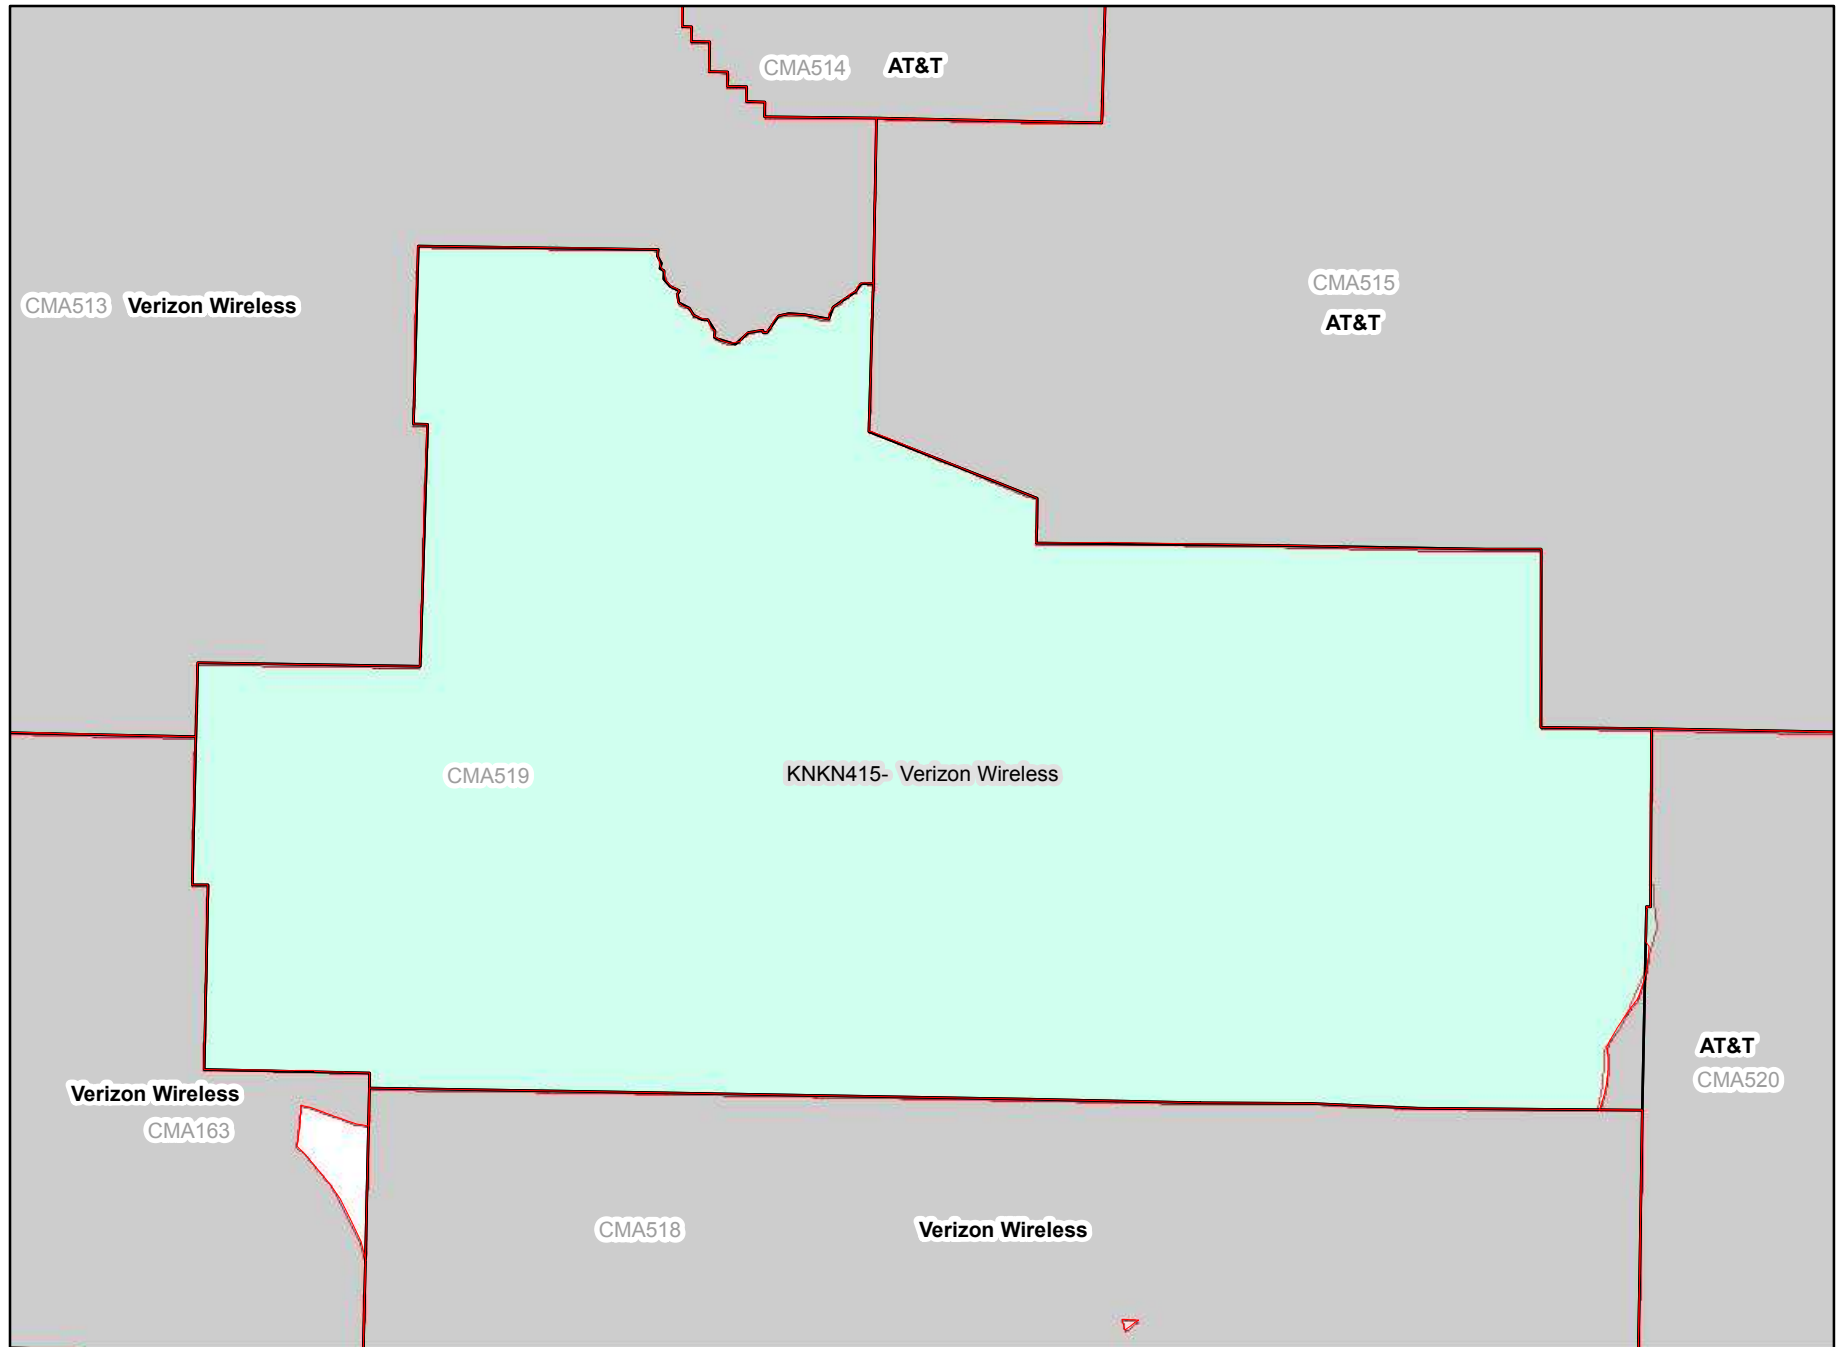 CMA514 AT&T
CMA515
AT&T
CMA513 Verizon Wireless
CMA519
KNKN415- Verizon Wireless
AT&T
CMA520
Verizon Wireless
CMA163
CMA518 Verizon Wireless